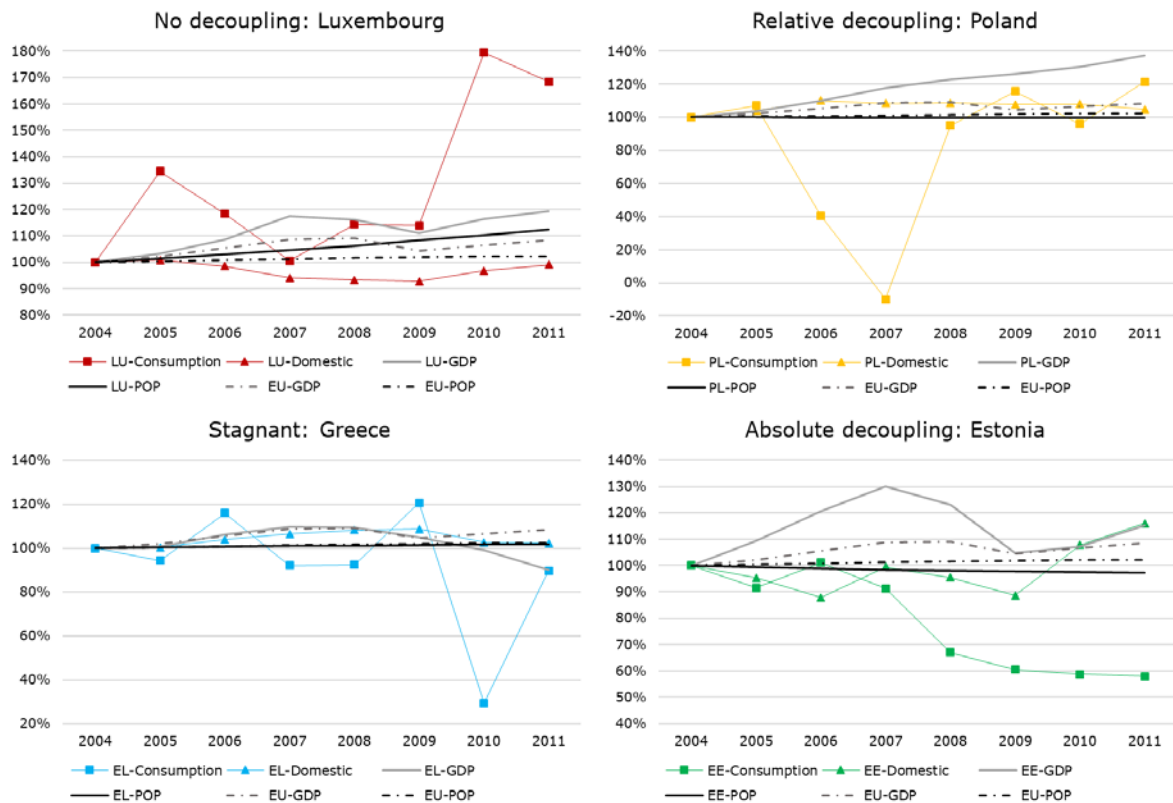 No decoupling: Luxembourg
180%
170%
160%
150%
140%
130%
120%
110%
100%
90%
80%
2004 2005 2006 2007 2008 2009 2010 2011
LU-Consumption LU-Domestic LU-GDP
LU-POP EU-GDP EU-POP
Relative decoupling: Poland
140%
120%
100%
80%
60%
40%
20%
0%
-20%
2004 2005 2006 2007 2008 2009 2010 2011
PL-Consumption PL-Domestic PL-GDP
PL-POP EU-GDP EU-POP
Stagnant: Greece
140%
120%
100%
80%
60%
40%
20%
2004 2005 2006 2007 2008 2009 2010 2011
EL-Consumption EL-Domestic EL-GDP
EL-POP EU-GDP EU-POP
Absolute decoupling: Estonia
140%
130%
120%
110%
100%
90%
80%
70%
60%
50%
40%
2004 2005 2006 2007 2008 2009 2010 2011
EE-Consumption EE-Domestic EE-GDP
EE-POP EU-GDP EU-POP